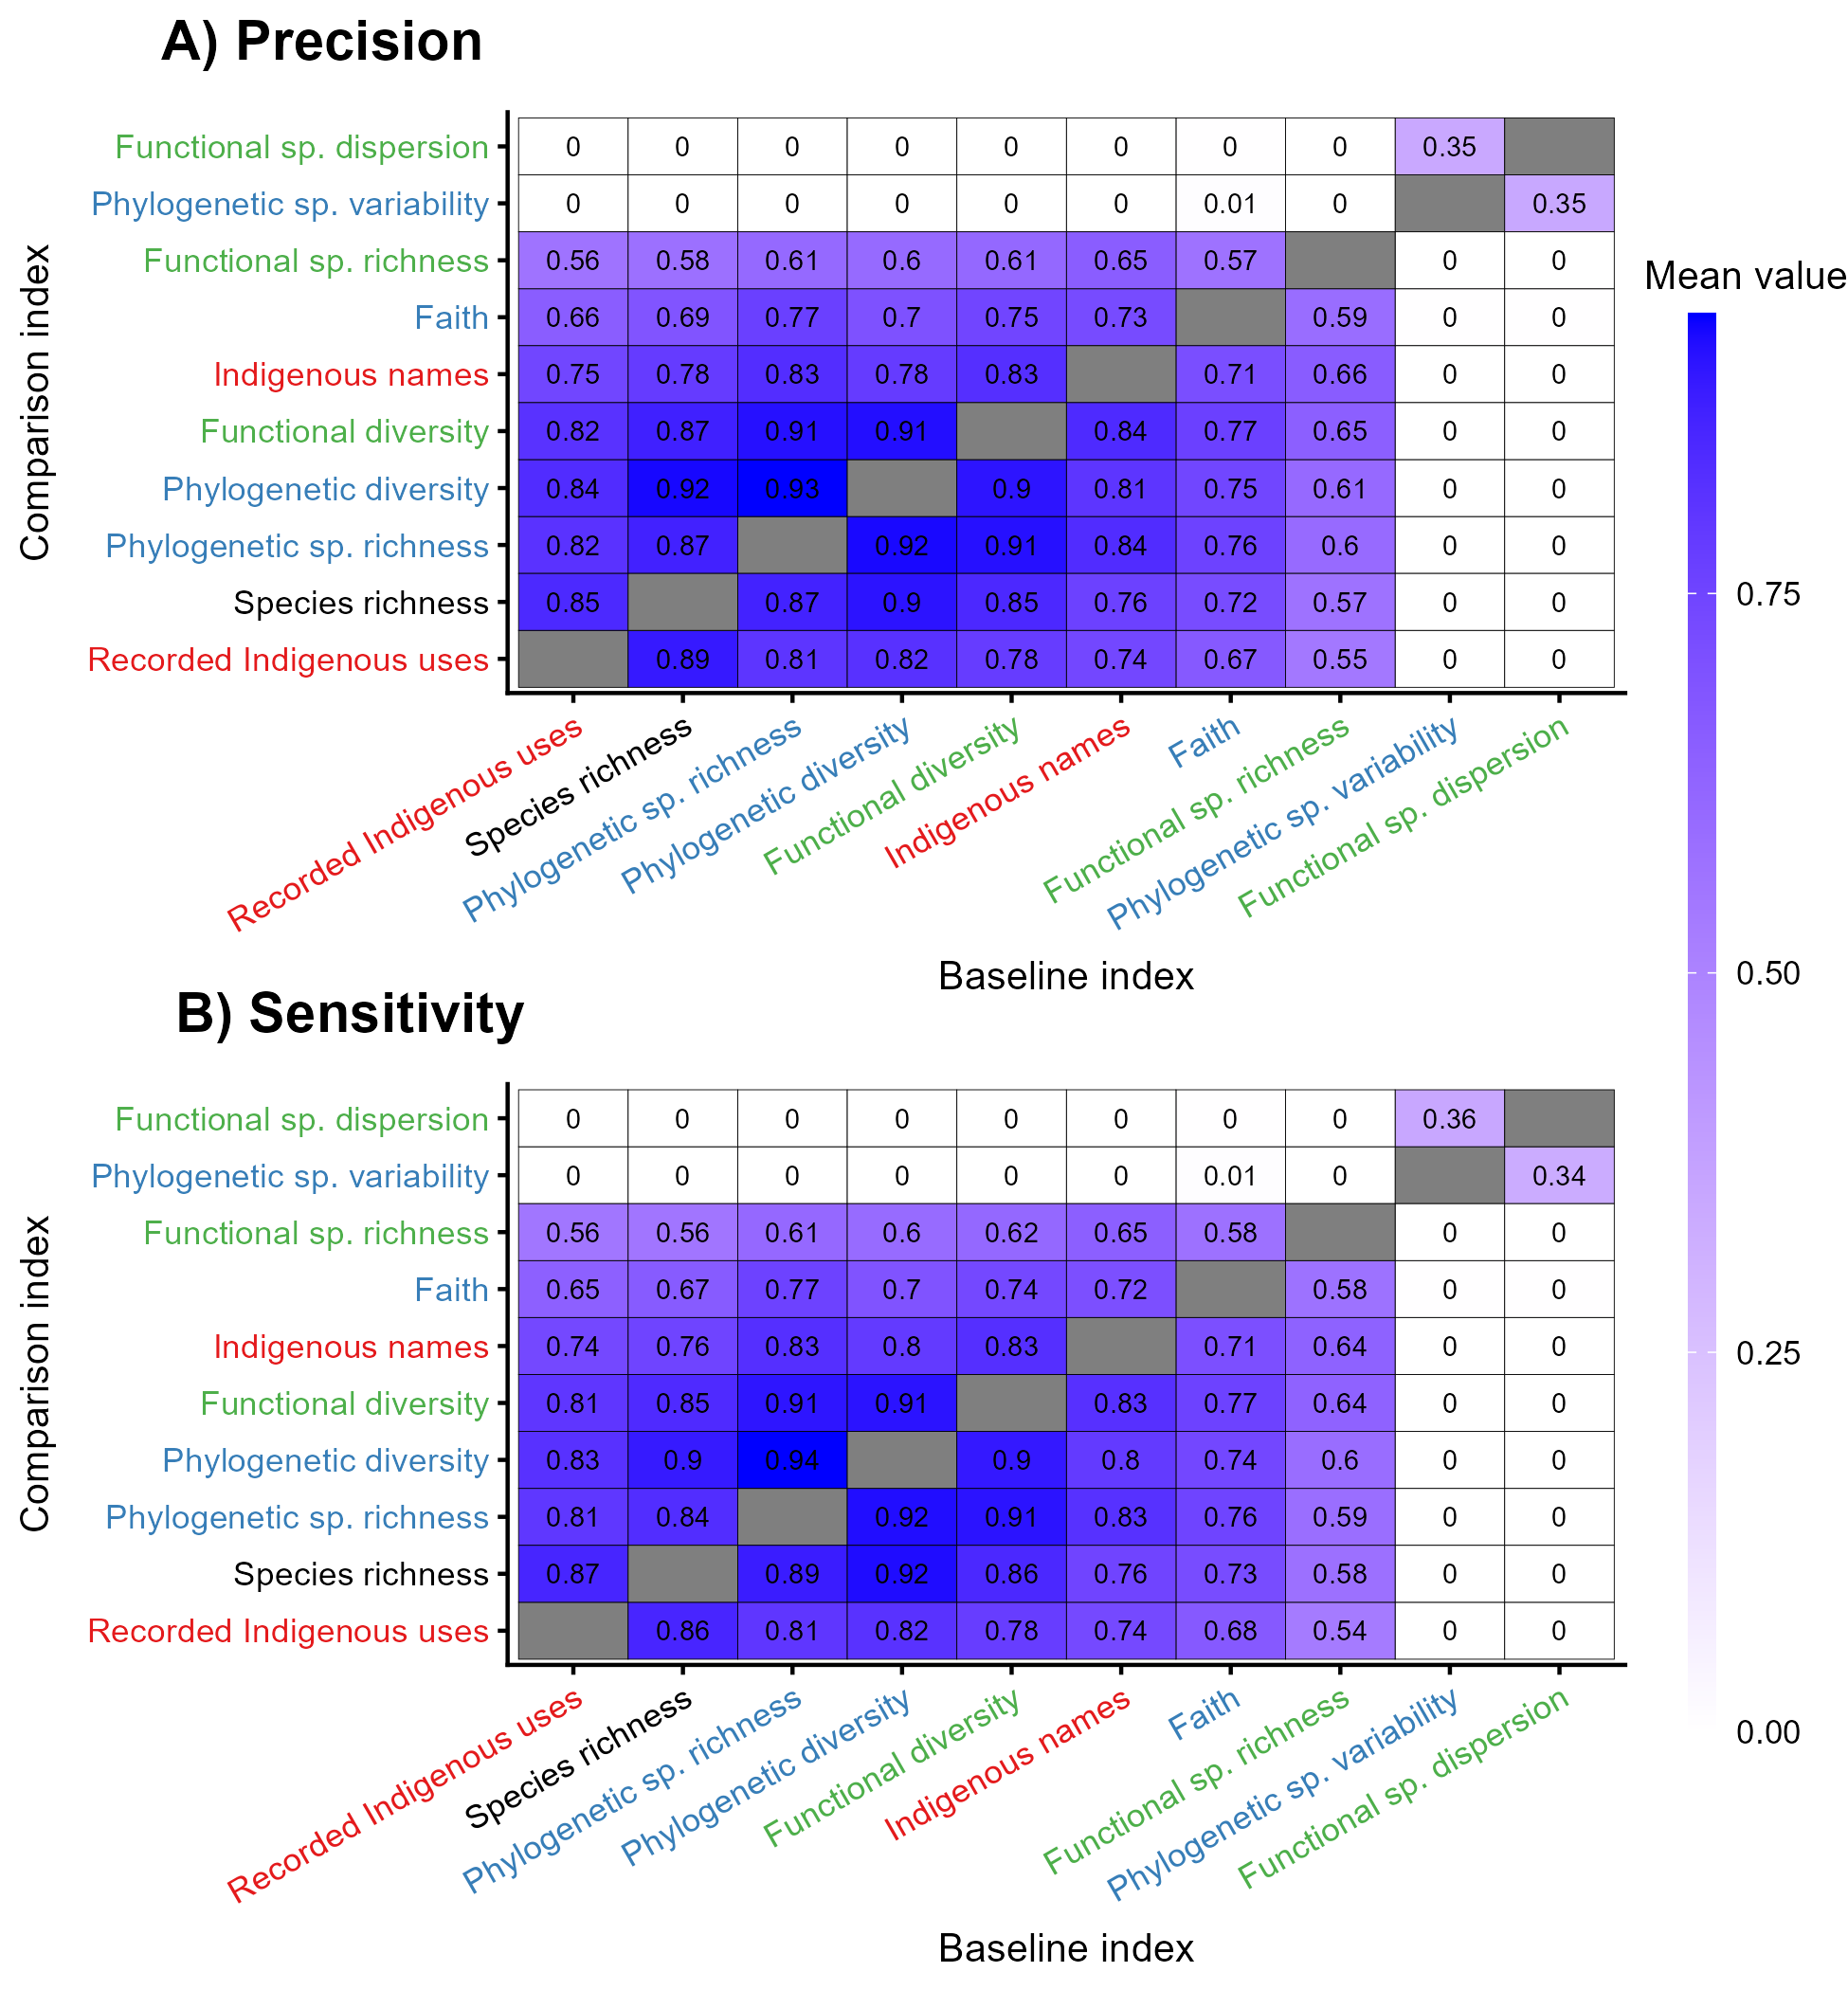 A) Precision
Comparison index
Functional sp. dispersion 0 0 0 0 0 0 0 0 0.35
Phylogenetic sp. variability 0 0 0 0 0 0 0.01 0 0.35
Functional sp. richness 0.56 0.58 0.61 0.6 0.61 0.65 0.57 0 0
Faith 0.66 0.69 0.77 0.7 0.75 0.73 0.59 0 0
Indigenous names 0.75 0.78 0.83 0.78 0.83 0.71 0.66 0 0
Functional diversity 0.82 0.87 0.91 0.91 0.84 0.77 0.65 0 0
Phylogenetic diversity 0.84 0.92 0.93 0.9 0.81 0.75 0.61 0 0
Phylogenetic sp. richness 0.82 0.87 0.92 0.91 0.84 0.76 0.6 0 0
Species richness 0.85 0.87 0.9 0.85 0.76 0.72 0.57 0 0
Recorded Indigenous uses 0.89 0.81 0.82 0.78 0.74 0.67 0.55 0 0
Recorded Indigenous uses
Species richness
Phylogenetic sp. richness
Phylogenetic diversity
Functional diversity
Indigenous names
Faith
Functional sp. richness
Phylogenetic sp. variability
Functional sp. dispersion
Baseline index
Mean value
0.75
0.50
0.25
0.00
B) Sensitivity
Comparison index
Functional sp. dispersion 0 0 0 0 0 0 0 0 0.36
Phylogenetic sp. variability 0 0 0 0 0 0 0.01 0 0.34
Functional sp. richness 0.56 0.56 0.61 0.6 0.62 0.65 0.58 0 0
Faith 0.65 0.67 0.77 0.7 0.74 0.72 0.58 0 0
Indigenous names 0.74 0.76 0.83 0.8 0.83 0.71 0.64 0 0
Functional diversity 0.81 0.85 0.91 0.91 0.83 0.77 0.64 0 0
Phylogenetic diversity 0.83 0.9 0.94 0.9 0.8 0.74 0.6 0 0
Phylogenetic sp. richness 0.81 0.84 0.92 0.91 0.83 0.76 0.59 0 0
Species richness 0.87 0.89 0.92 0.86 0.76 0.73 0.58 0 0
Recorded Indigenous uses 0.86 0.81 0.82 0.78 0.74 0.68 0.54 0 0
Recorded Indigenous uses
Species richness
Phylogenetic sp. richness
Phylogenetic diversity
Functional diversity
Indigenous names
Faith
Functional sp. richness
Phylogenetic sp. variability
Functional sp. dispersion
Baseline index